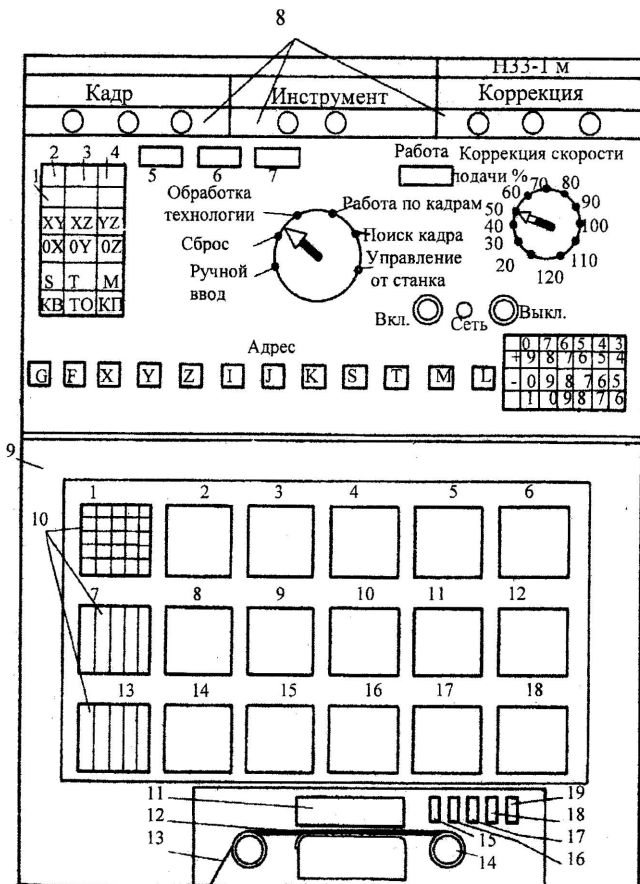 8
Н33-1 м
Кадр Инструмент Коррекция
2 3 4
1
5 6 7
Работа Коррекция скорости
подачи %
Обработка
технологии
Работа по кадрам
Сброс
Поиск кадра
Ручной
ввод
Управление
от станка
20 30 40 50 60 70 80 90 100 110 120
XY XZ YZ
0X 0Y 0Z
S T M
КВ ТО КП
Вкл. Сеть Выкл.
Адрес
G F X Y Z I J K S T M L
0 7 6 5 4 3
+ 9 8 7 6 5 4
- 0 9 8 7 6 5
1 0 9 8 7 6
9
1 2 3 4 5 6
10
7 8 9 10 11 12
13 14 15 16 17 18
11
12
13
14
15
16
17
18
19